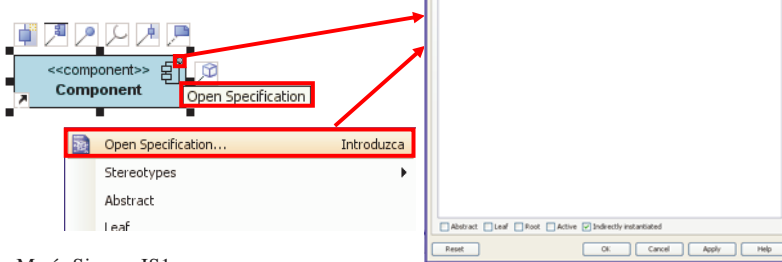 <<component>>
Component
Open Specification
Open Specification... Introduzca
Stereotypes
Abstract
Leaf
Abstract Leaf Root Active Indirectly instantiated
Reset OK Cancel Apply Help